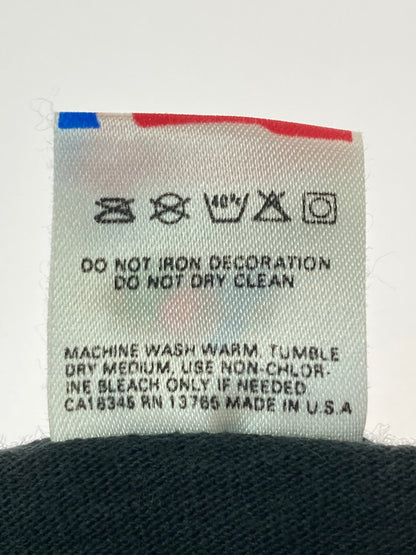 40°c
DO NOT IRON DECORATION
DO NOT DRY CLEAN
MACHINE WASH WARM, TUMBLE
DRY MEDIUM, USE NON-CHLOR-
INE BLEACH ONLY IF NEEDED
CA18345 RN 13765 MADE IN U.S.A